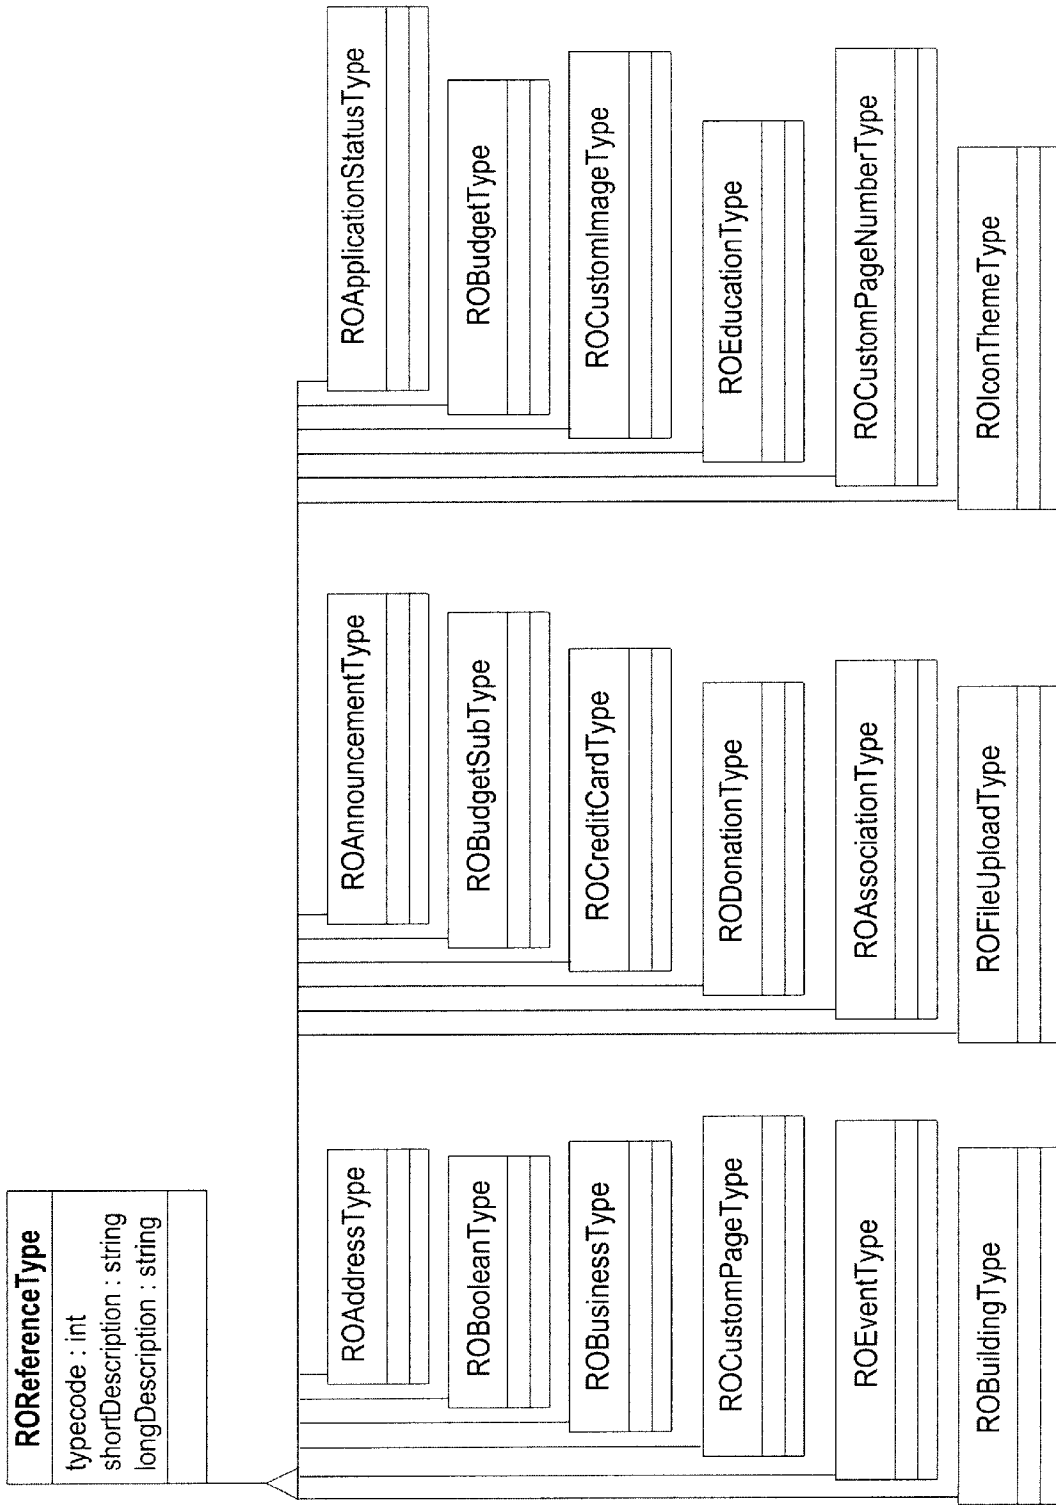 ROReferenceType
typecode : int
shortDescription : string
longDescription : string
ROAddressType
ROAnnouncementType
ROApplicationStatusType
ROBooleanType
ROBudgetSubType
ROBudgetType
ROBusinessType
ROCreditCardType
ROCustomImageType
ROCustomPageType
RODonationType
ROEducationType
ROEventType
ROAssociationType
ROCustomPageNumberType
ROBuildingType
ROFileUploadType
ROIconThemeType